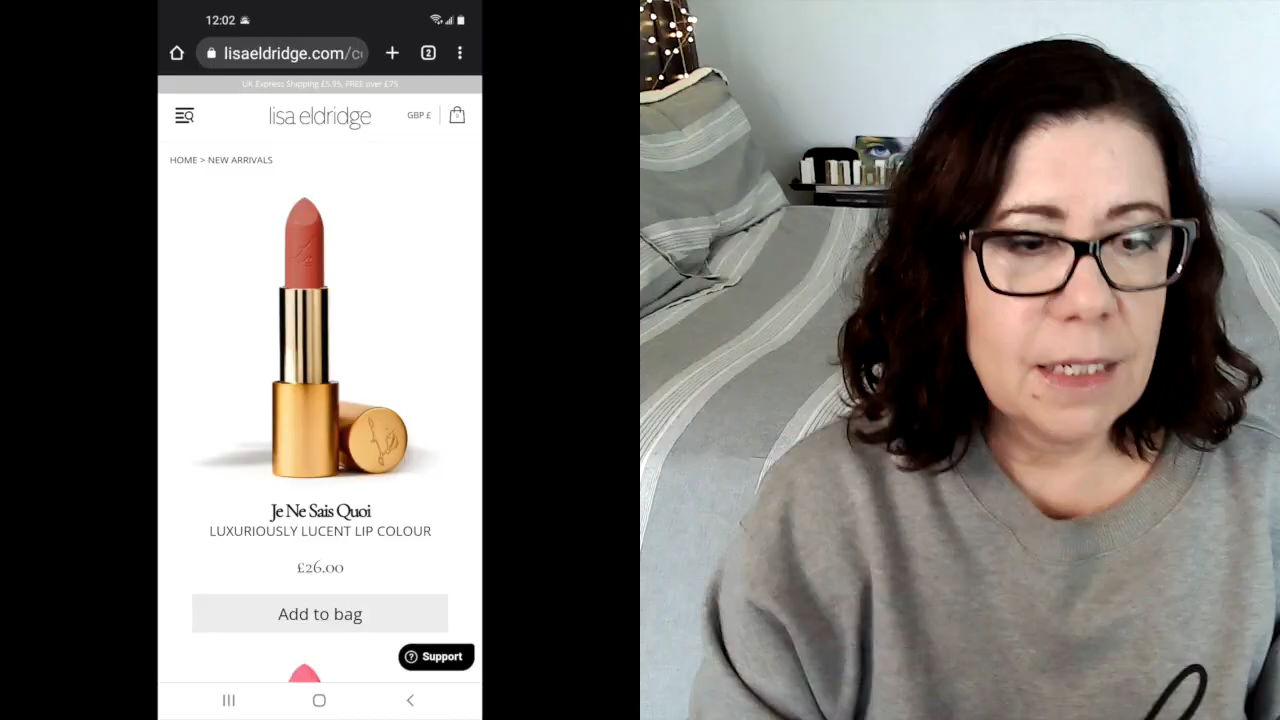 12:02
lisaeldridge.com/c
2
UK Express Shipping £5.95, FREE over £75
lisa eldridge
GBP £
HOME > NEW ARRIVALS
Je Ne Sais Quoi
LUXURIOUSLY LUCENT LIP COLOUR
£26.00
Add to bag
Support